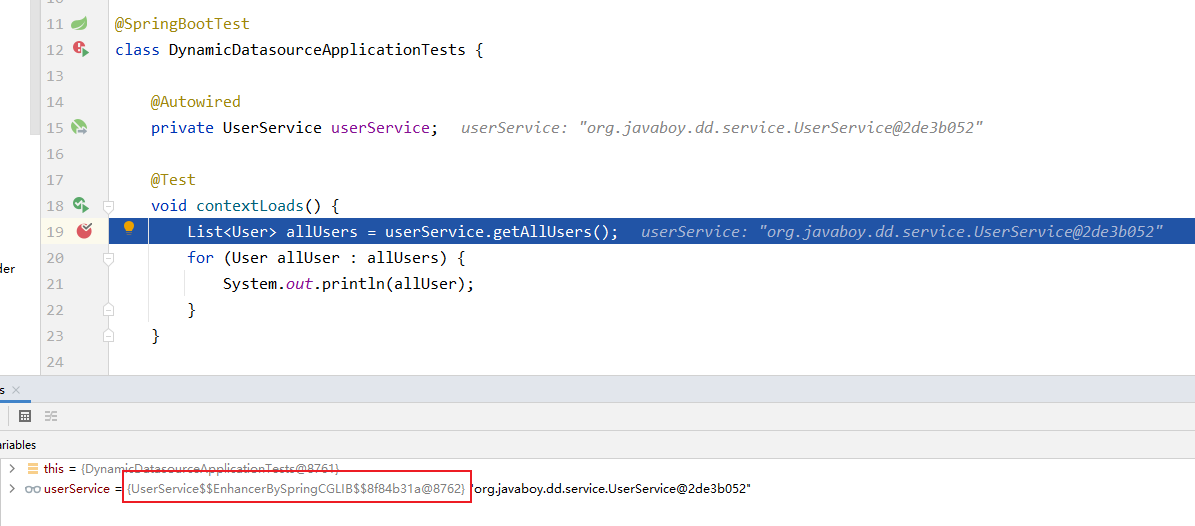 11 @SpringBootTest
12 class DynamicDatasourceApplicationTests {
13
14 @Autowired
15 private UserService userService; userService: "org.javaboy.dd.service.UserService@2de3b052"
16
17 @Test
18 void contextLoads() {
19 List<User> allUsers = userService.getAllUsers(); userService: "org.javaboy.dd.service.UserService@2de3b052"
20 for (User allUser : allUsers) {
der
21 System.out.println(allUser);
22 }
23 }
24
s
ariables
this = {DynamicDatasourceApplicationTests@8761}
userService = {UserService$$EnhancerBySpringCGLIB$$8f84b31a@8762} "org.javaboy.dd.service.UserService@2de3b052"